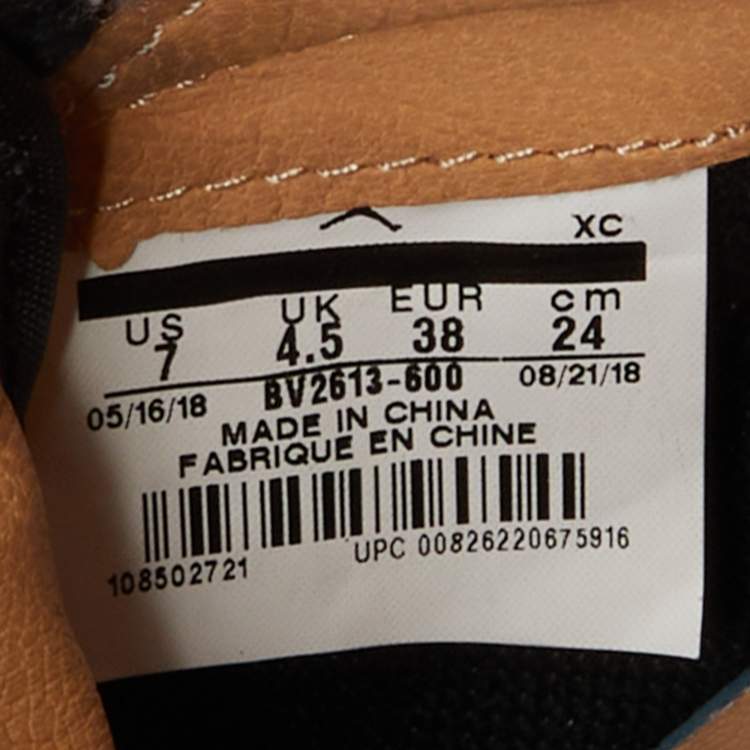 XC
US UK EUR cm
7 4.5 38 24
05/16/18 BV2613-600 08/21/18
MADE IN CHINA
FABRIQUE EN CHINE
108502721 UPC 00826220675916